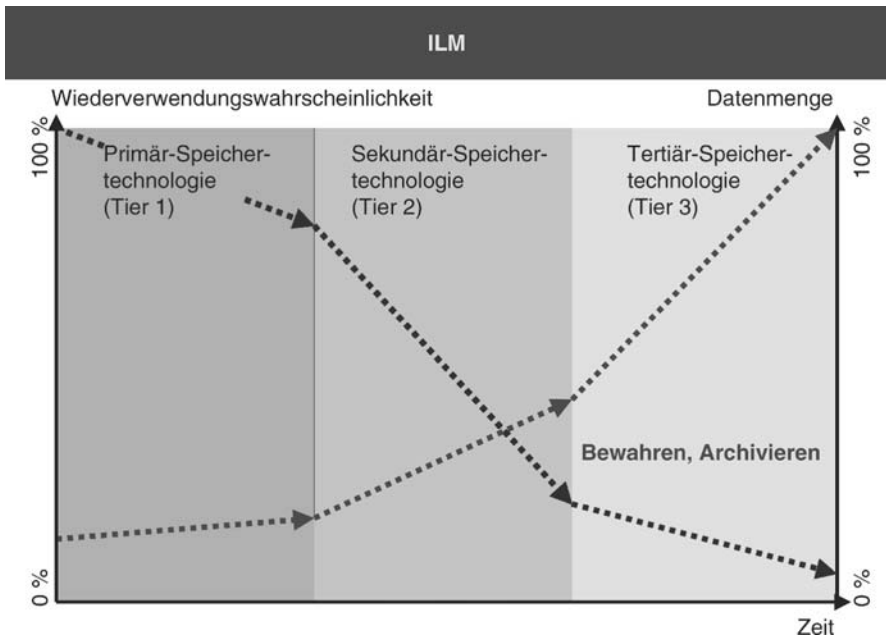 ILM
Wiederverwendungswahrscheinlichkeit
Datenmenge
100 %
100 %
Primär-Speicher-
technologie
(Tier 1)
Sekundär-Speicher-
technologie
(Tier 2)
Tertiär-Speicher-
technologie
(Tier 3)
Bewahren, Archivieren
0 %
0 %
Zeit